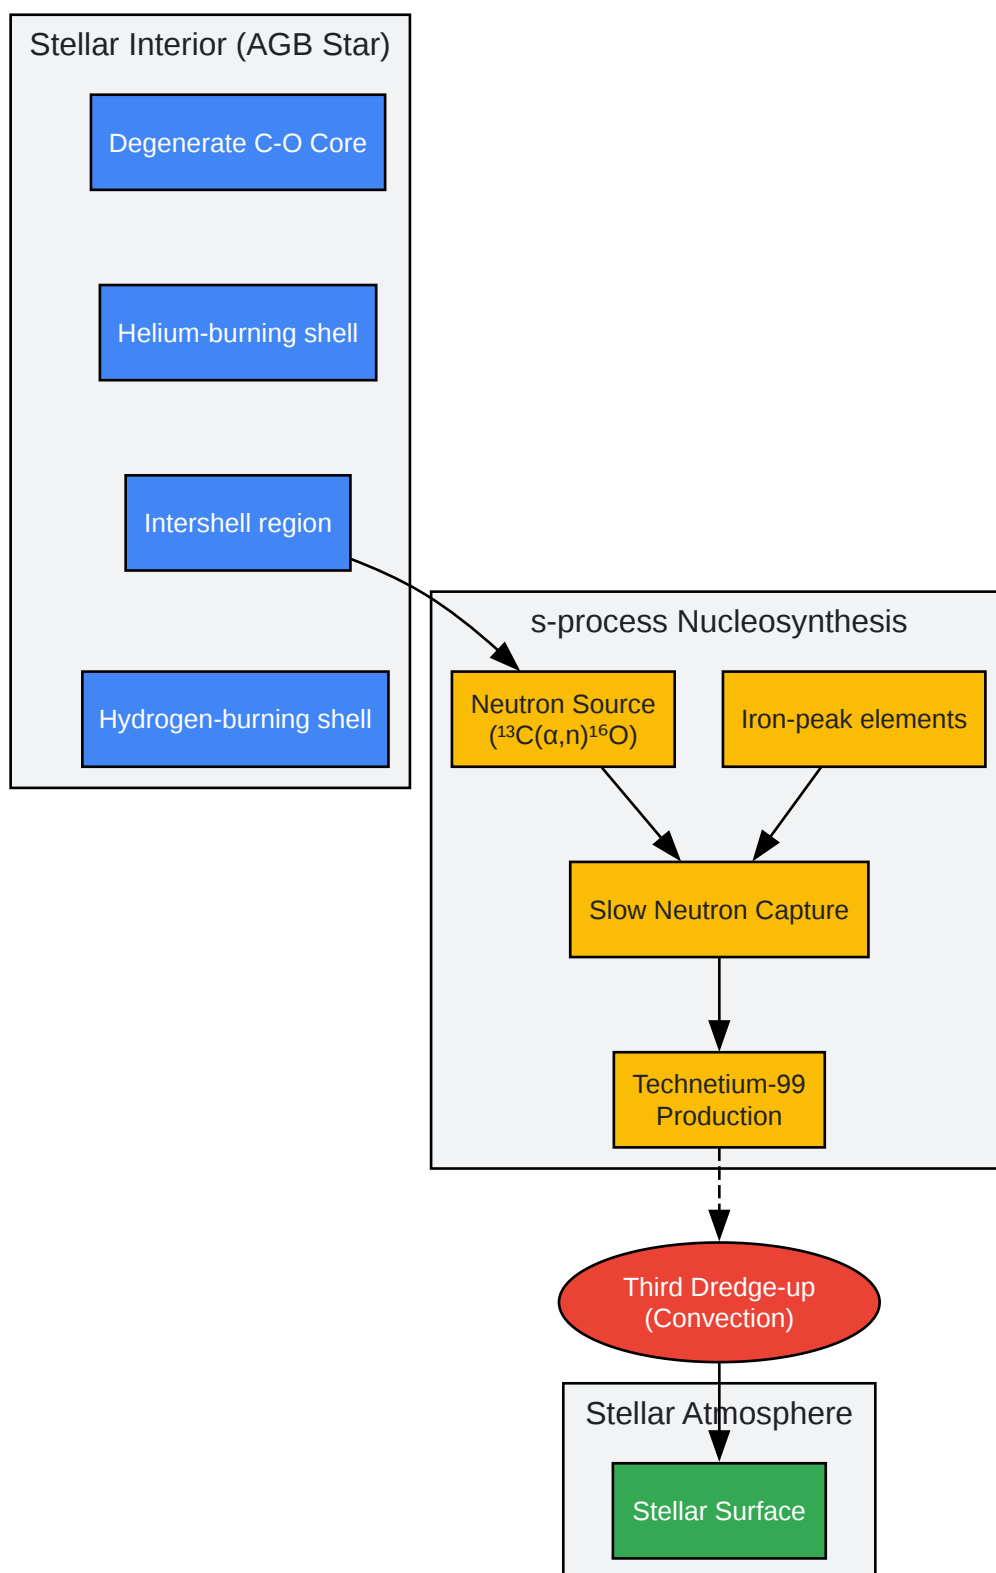 Stellar Interior (AGB Star)
Degenerate C-O Core
Helium-burning shell
Intershell region
Hydrogen-burning shell
s-process Nucleosynthesis
Neutron Source
(¹³C(α,n)¹⁶O)
Iron-peak elements
Slow Neutron Capture
Technetium-99
Production
Third Dredge-up
(Convection)
Stellar Atmosphere
Stellar Surface